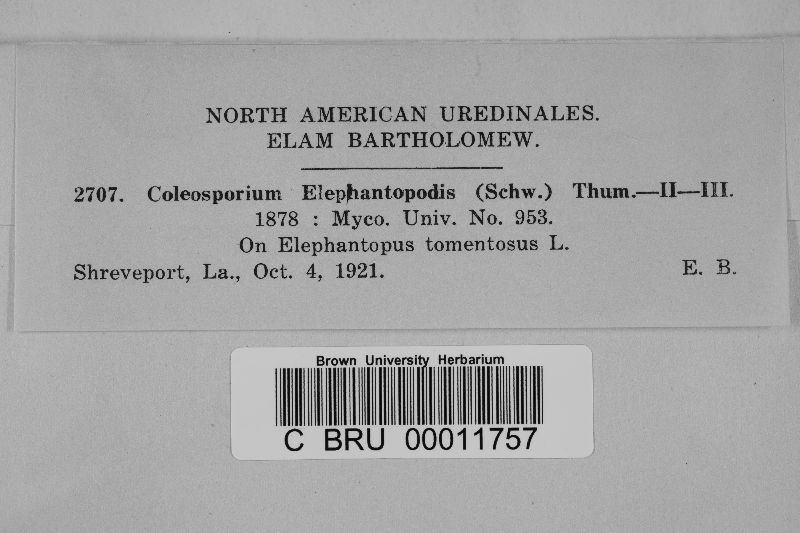 NORTH AMERICAN UREDINALES.
ELAM BARTHOLOMEW.
2707. Coleosporium Elephantopodis (Schw.) Thum.—II—III.
1878 : Myco. Univ. No. 953.
On Elephantopus tomentosus L.
Shreveport, La., Oct. 4, 1921. E. B.
Brown University Herbarium
C BRU 00011757